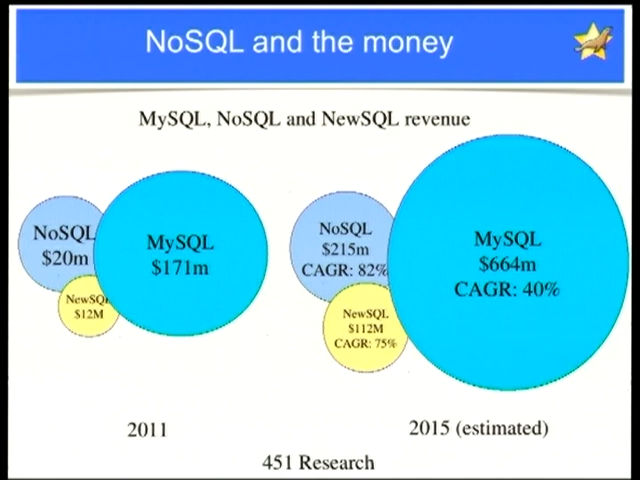 NoSQL and the money
MySQL, NoSQL and NewSQL revenue
NoSQL
$20m
NewSQL
$12M
MySQL
$171m
NoSQL
$215m
CAGR: 82%
NewSQL
$112M
CAGR: 75%
MySQL
$664m
CAGR: 40%
2011
2015 (estimated)
451 Research